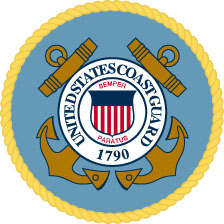 UNITED STATES COAST GUARD
SEMPER
PARATUS
1790